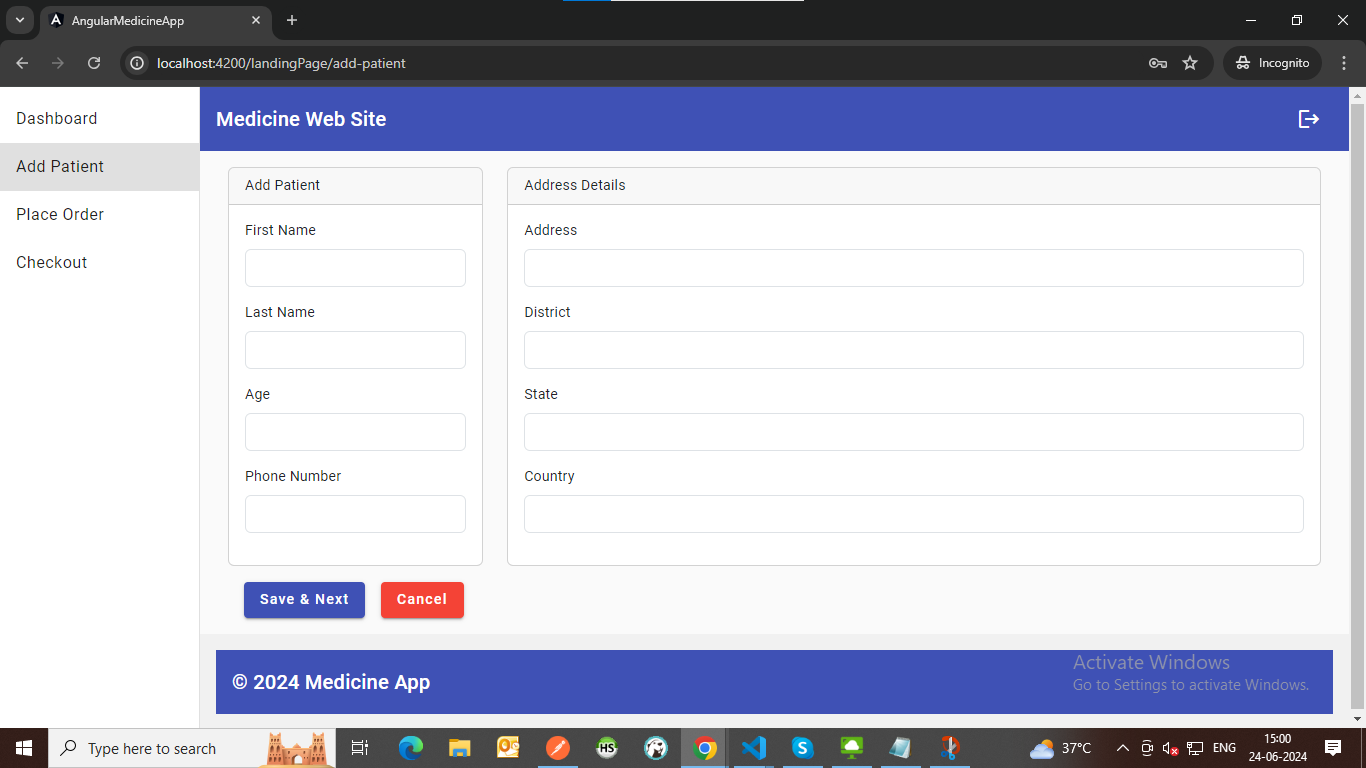 AngularMedicineApp
localhost:4200/landingPage/add-patient
Incognito
Dashboard
Add Patient
Place Order
Checkout
Medicine Web Site
Add Patient
First Name
Last Name
Age
Phone Number
Address Details
Address
District
State
Country
Save & Next
Cancel
© 2024 Medicine App
Activate Windows
Go to Settings to activate Windows.
Type here to search
HS
37°C
ENG
15:00
24-06-2024